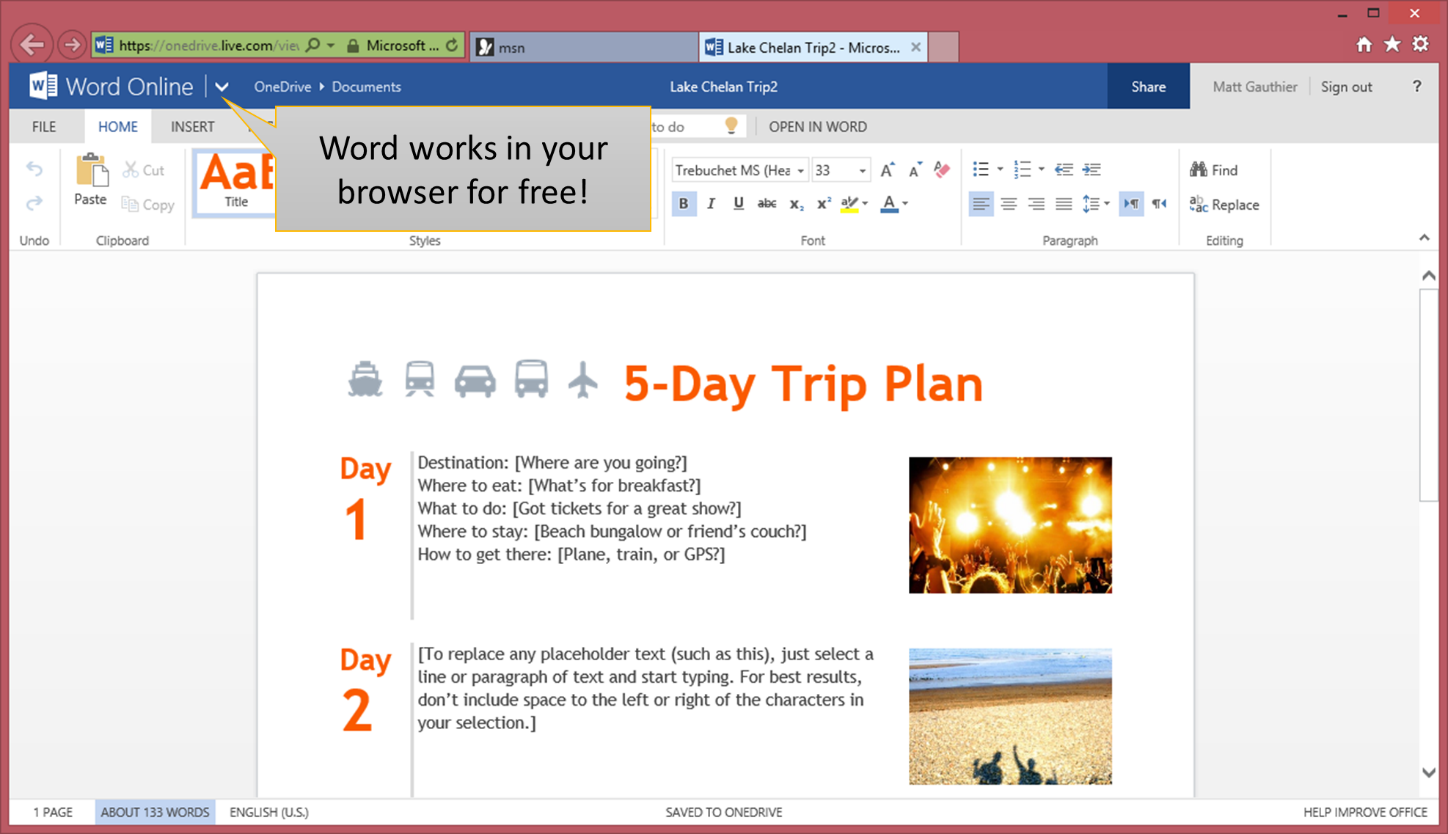 https://onedrive.live.com/view Microsoft ...
msn
Lake Chelan Trip2 - Micros...
Word Online
OneDrive Documents
Lake Chelan Trip2
Share
Matt Gauthier
Sign out
?
FILE
HOME
INSERT
to do
OPEN IN WORD
Word works in your
browser for free!
Paste
Cut
Copy
AaB
Title
Trebuchet MS (Hea
33
B I U abc x₂ x² ab A
Find
Replace
Undo
Clipboard
Styles
Font
Paragraph
Editing
5-Day Trip Plan
Day
1
Destination: [Where are you going?]
Where to eat: [What's for breakfast?]
What to do: [Got tickets for a great show?]
Where to stay: [Beach bungalow or friend's couch?]
How to get there: [Plane, train, or GPS?]
Day
2
[To replace any placeholder text (such as this), just select a
line or paragraph of text and start typing. For best results,
don't include space to the left or right of the characters in
your selection.]
1 PAGE
ABOUT 133 WORDS
ENGLISH (U.S.)
SAVED TO ONEDRIVE
HELP IMPROVE OFFICE